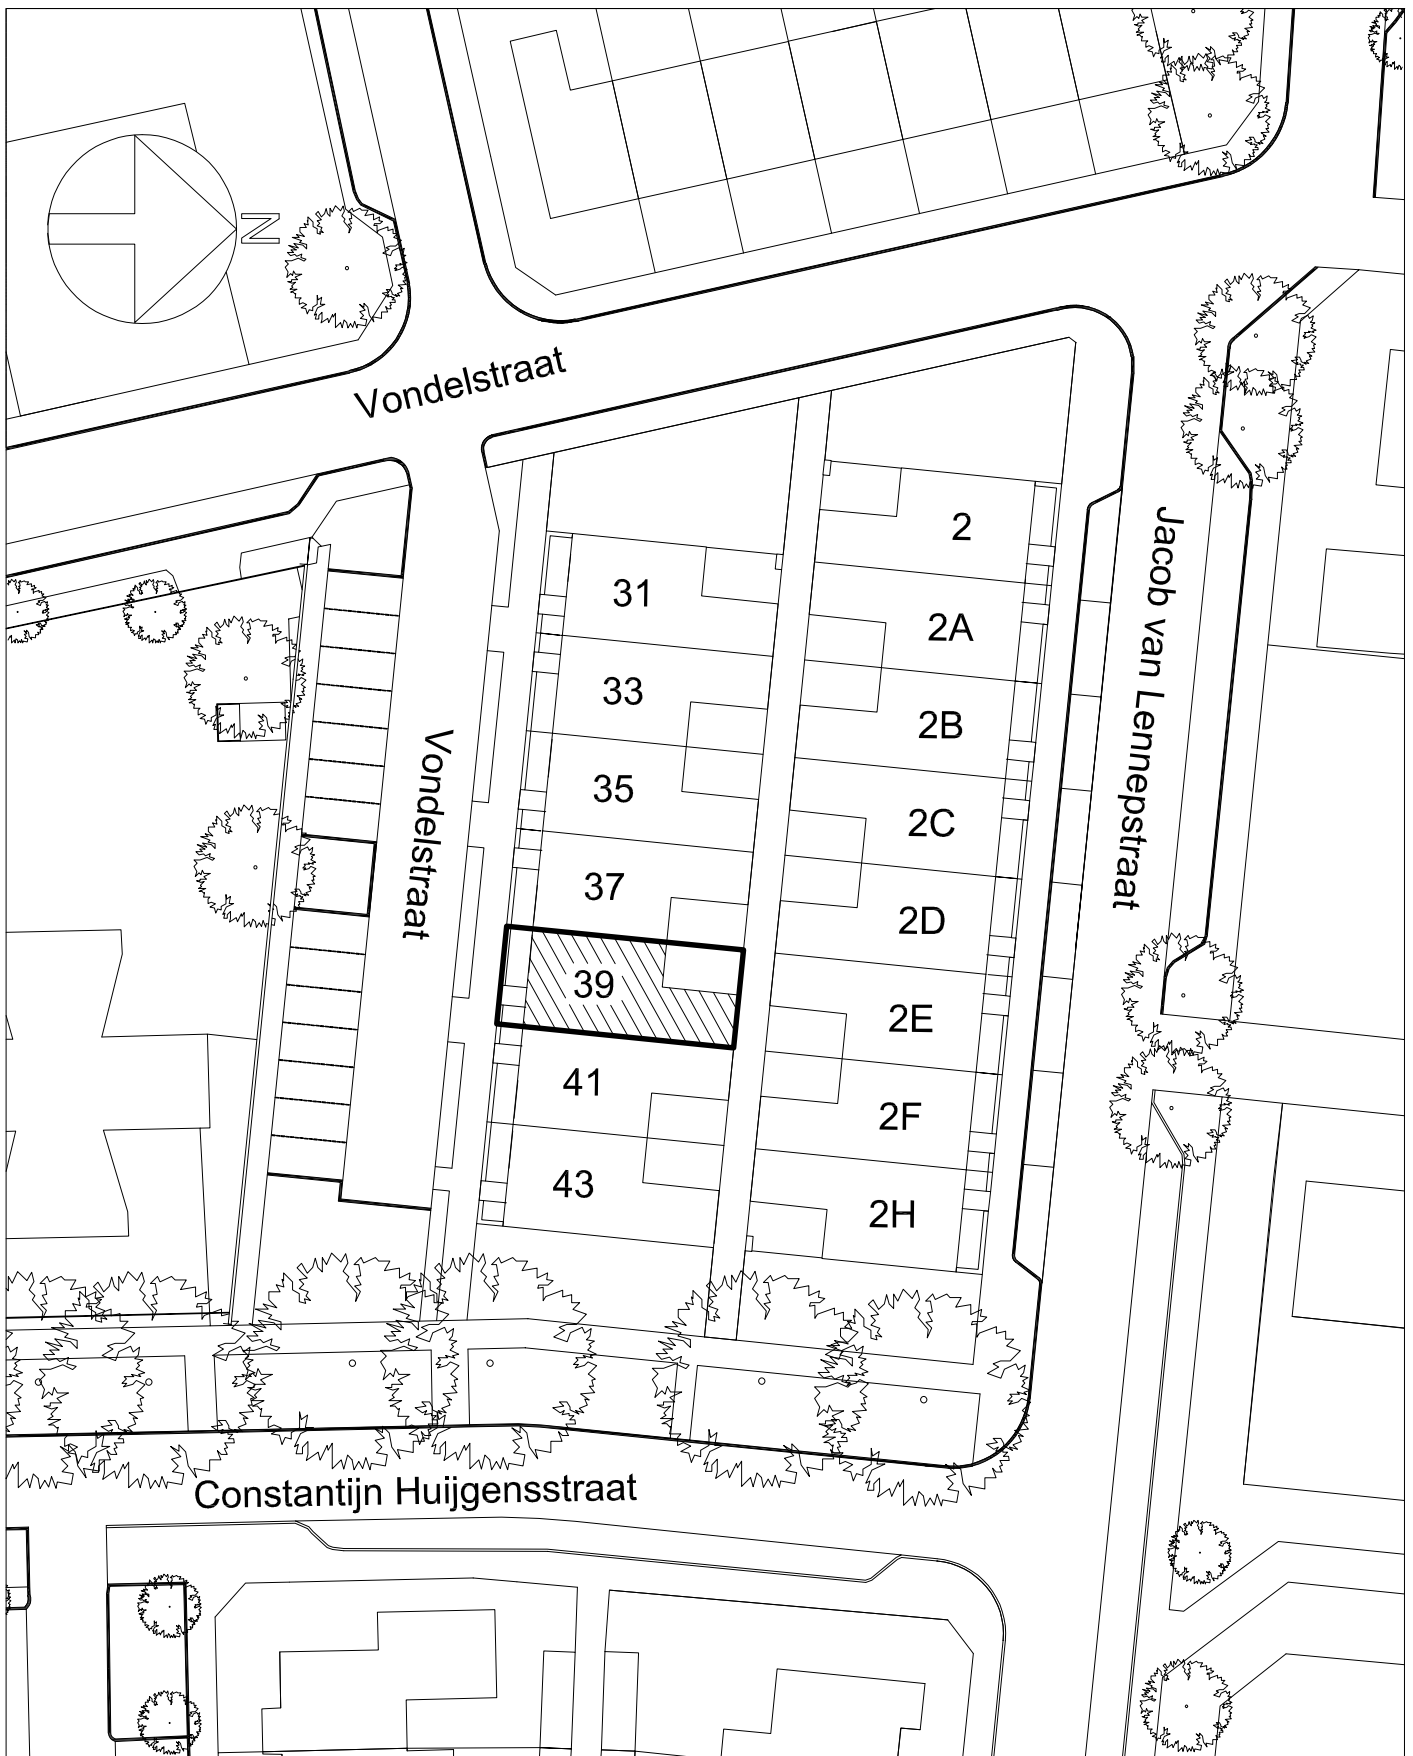 N
Vondelstraat
Jacob van Lennepstraat
Vondelstraat
2
31
2A
33
2B
35
2C
37
2D
39
2E
41
2F
43
2H
Constantijn Huijgensstraat